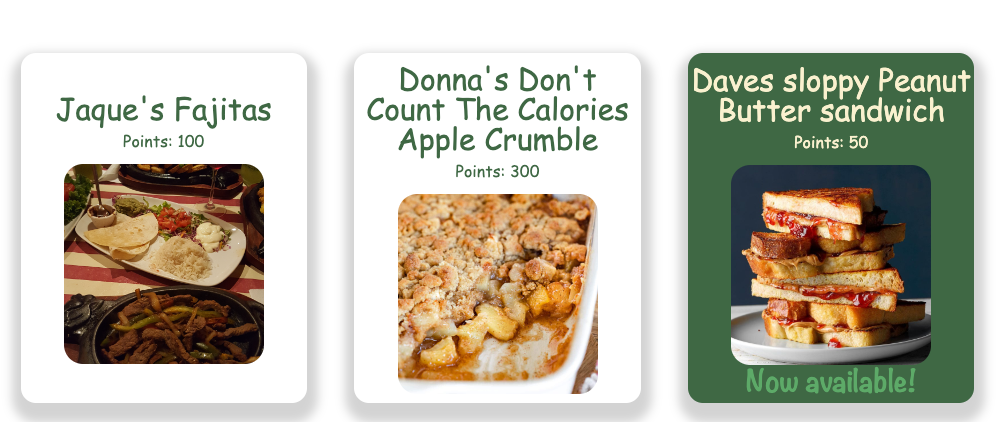 Jaque's Fajitas
Points: 100
Donna's Don't
Count The Calories
Apple Crumble
Points: 300
Daves sloppy Peanut
Butter sandwich
Points: 50
Now available!